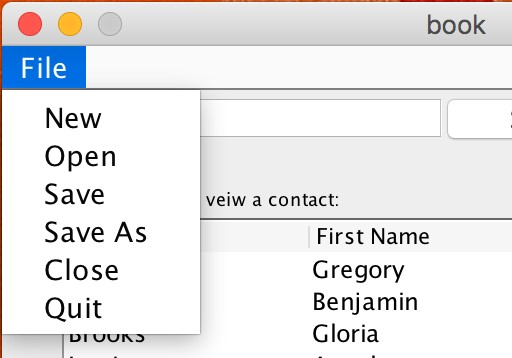 book
File
New
Open
Save
veiw a contact:
Save As
First Name
Close
Gregory
Quit
Benjamin
Brooks
Gloria